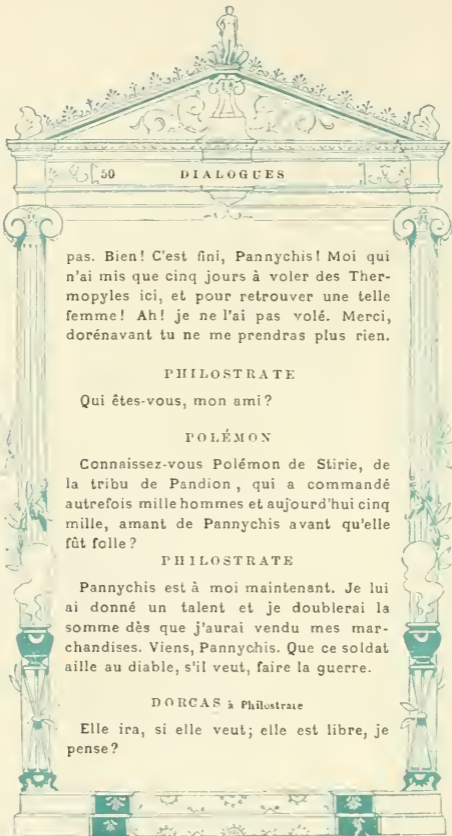 50 DIALOGUES
pas. Bien! C'est fini, Pannychis! Moi qui
n'ai mis que cinq jours à voler des Ther-
mopyles ici, et pour retrouver une telle
femme! Ah! je ne l'ai pas volé. Merci,
dorénavant tu ne me prendras plus rien.
PHILOSTRATE
Qui êtes-vous, mon ami?
POLÉMON
Connaissez-vous Polémon de Stirie, de
la tribu de Pandion, qui a commandé
autrefois mille hommes et aujourd'hui cinq
mille, amant de Pannychis avant qu'elle
fût folle?
PHILOSTRATE
Pannychis est à moi maintenant. Je lui
ai donné un talent et je doublerai la
somme dès que j'aurai vendu mes mar-
chandises. Viens, Pannychis. Que ce soldat
aille au diable, s'il veut, faire la guerre.
DORCAS à Philostrate
Elle ira, si elle veut; elle est libre, je
pense?